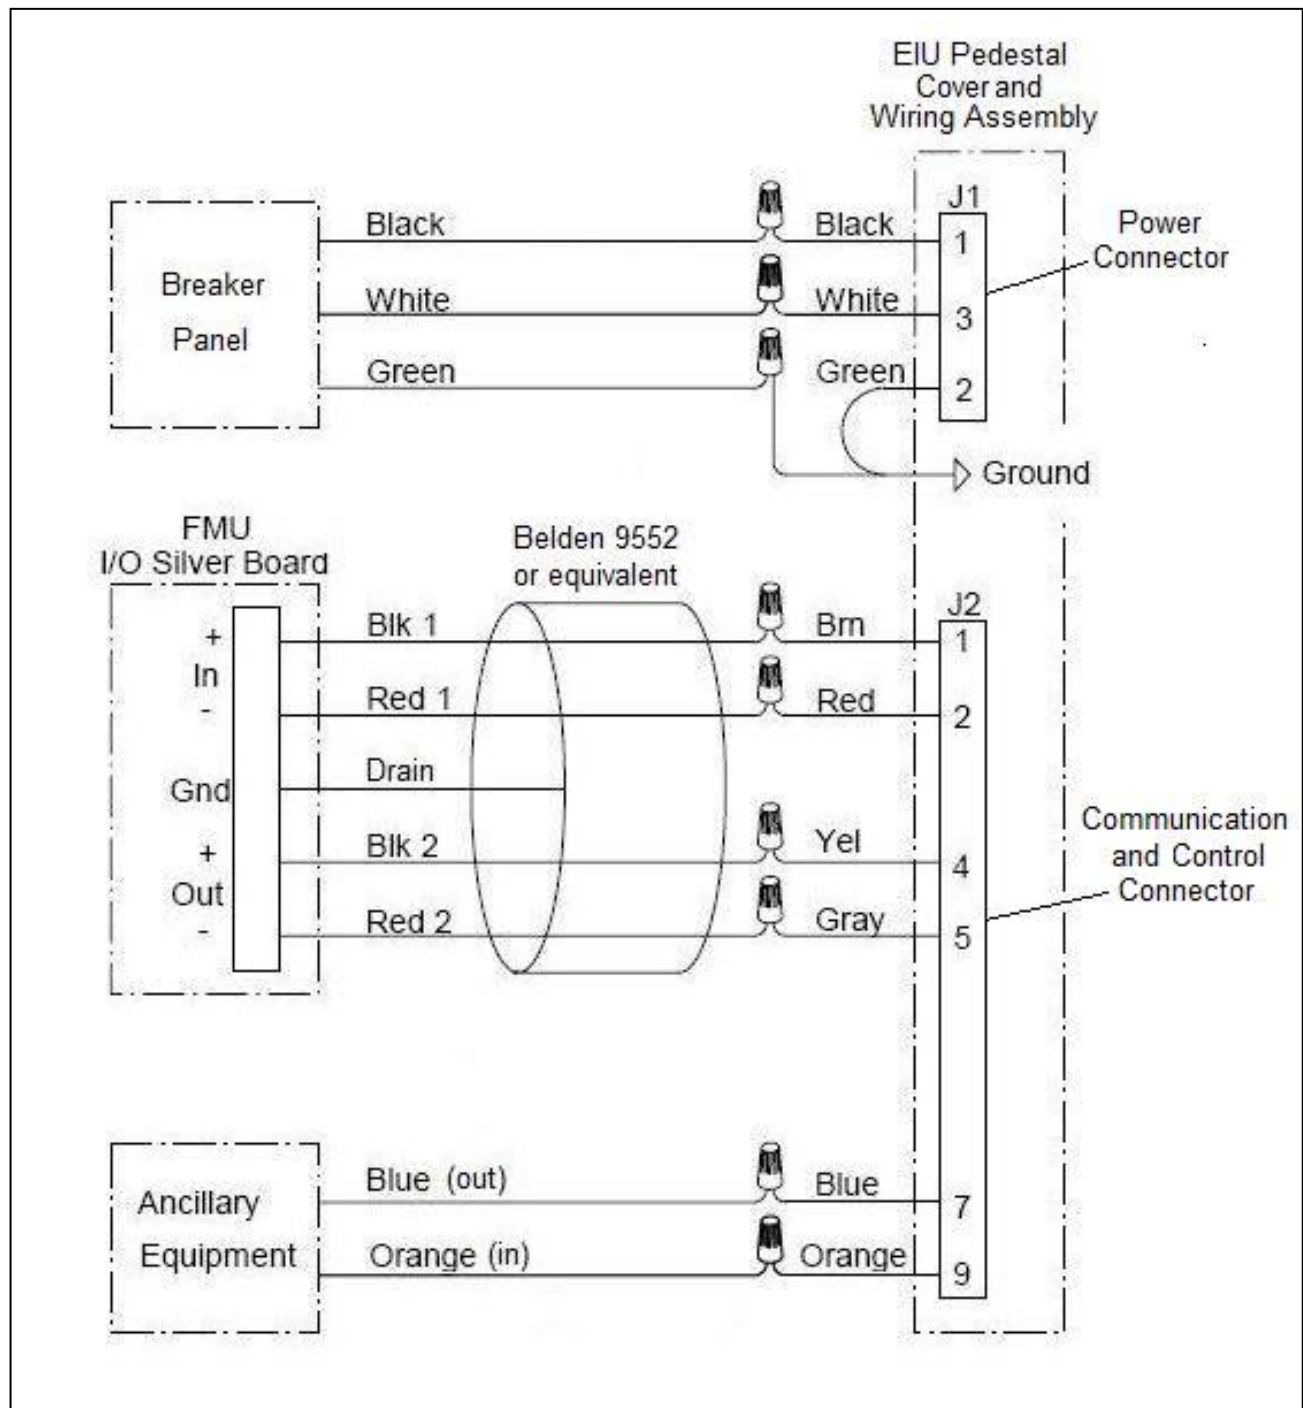 EIU Pedestal
Cover and
Wiring Assembly
J1
Black
Black
1
Power
Connector
Breaker
Panel
White
White
3
Green
Green
2
Ground
FMU
I/O Silver Board
Belden 9552
or equivalent
J2
+
Blk 1
Brn
1
In
-
Red 1
Red
2
Gnd
Drain
+
Blk 2
Yel
4
Communication
and Control
Connector
Out
-
Red 2
Gray
5
Ancillary
Equipment
Blue (out)
Blue
7
Orange (in)
Orange
9